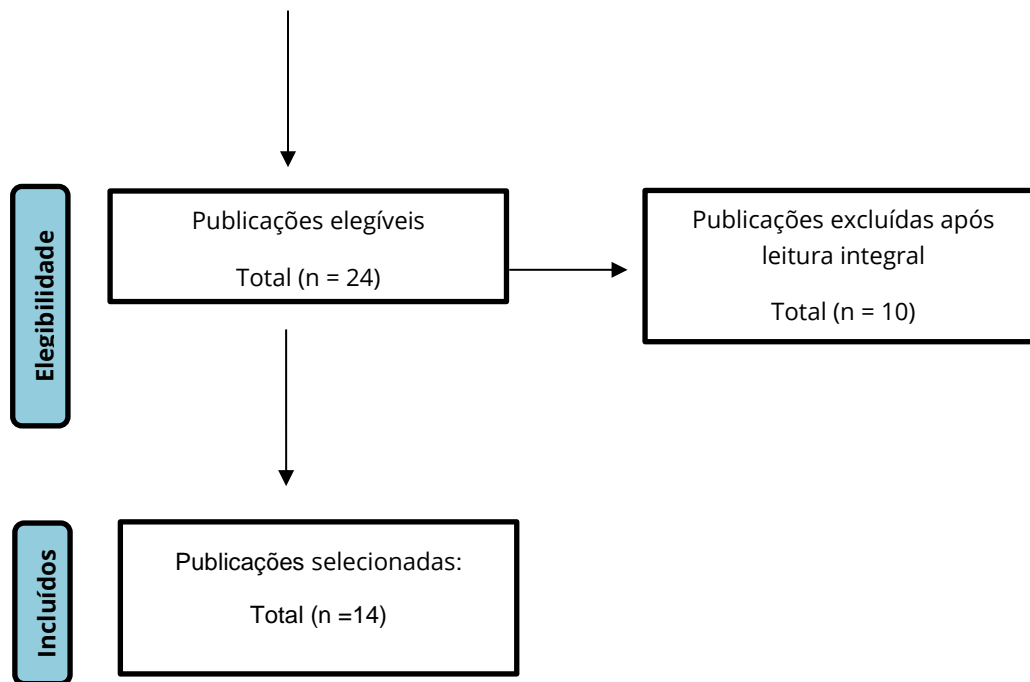 Elegibilidade
Publicações elegíveis
Total (n = 24)
Publicações excluídas após
leitura integral
Total (n = 10)
Incluídos
Publicações selecionadas:
Total (n =14)